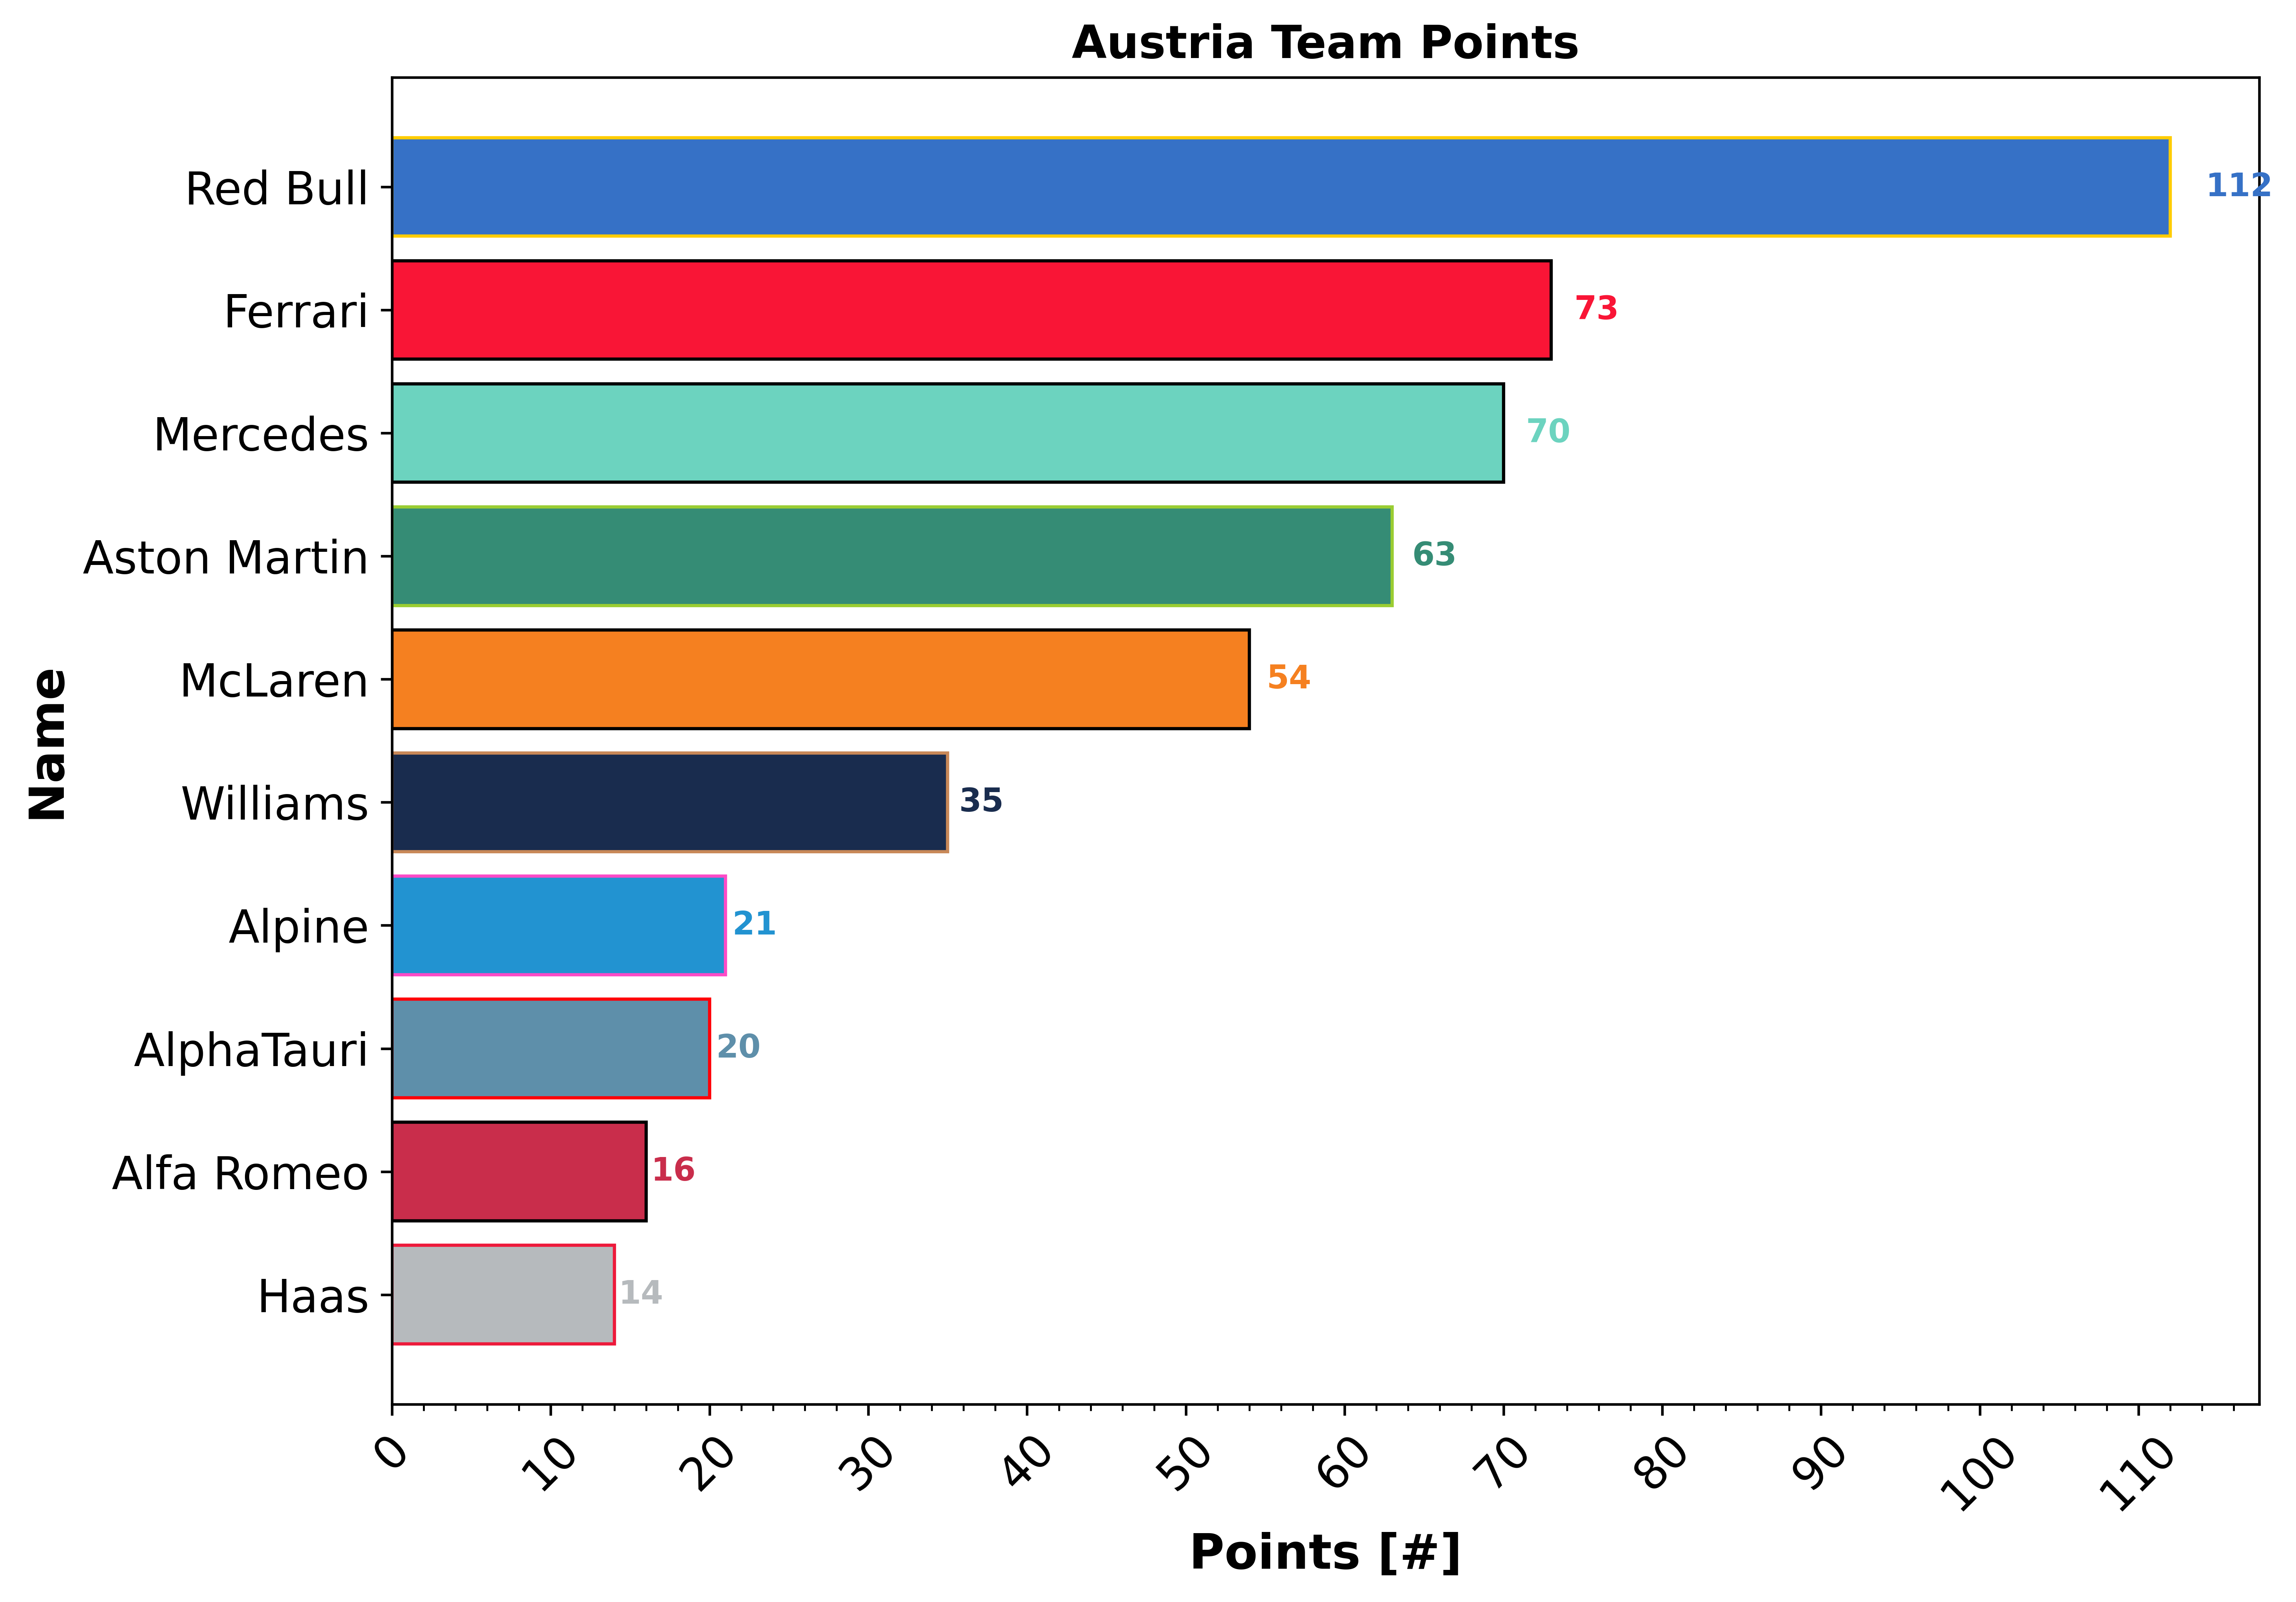 Austria Team Points
Name
Red Bull 112
Ferrari 73
Mercedes 70
Aston Martin 63
McLaren 54
Williams 35
Alpine 21
AlphaTauri 20
Alfa Romeo 16
Haas 14
0 10 20 30 40 50 60 70 80 90 100 110
Points [#]